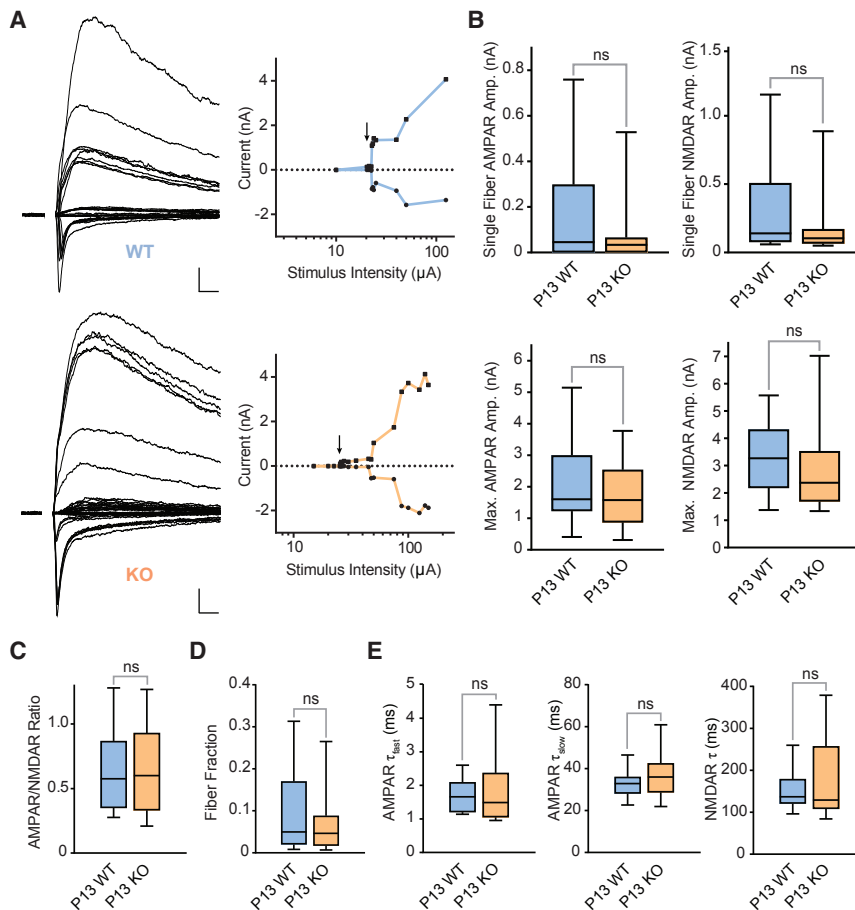 A
WT
Current (nA)
4
2
0
-2
10
100
Stimulus Intensity (µA)
KO
Current (nA)
4
2
0
-2
10
100
Stimulus Intensity (µA)
B
Single Fiber AMPAR Amp. (nA)
0.8
0.6
0.4
0.2
0
ns
P13 WT
P13 KO
Single Fiber NMDAR Amp. (nA)
1.5
1.0
0.5
0
ns
P13 WT
P13 KO
Max. AMPAR Amp. (nA)
6
5
4
3
2
1
0
ns
P13 WT
P13 KO
Max. NMDAR Amp. (nA)
7
6
5
4
3
2
1
0
ns
P13 WT
P13 KO
C
AMPAR/NMDAR Ratio
1.0
0.5
0
ns
P13 WT
P13 KO
D
Fiber Fraction
0.4
0.3
0.2
0.1
0
ns
P13 WT
P13 KO
E
AMPAR τfast (ms)
5
4
3
2
1
0
ns
P13 WT
P13 KO
AMPAR τslow (ms)
80
60
40
20
0
ns
P13 WT
P13 KO
NMDAR τ (ms)
400
300
200
100
0
ns
P13 WT
P13 KO